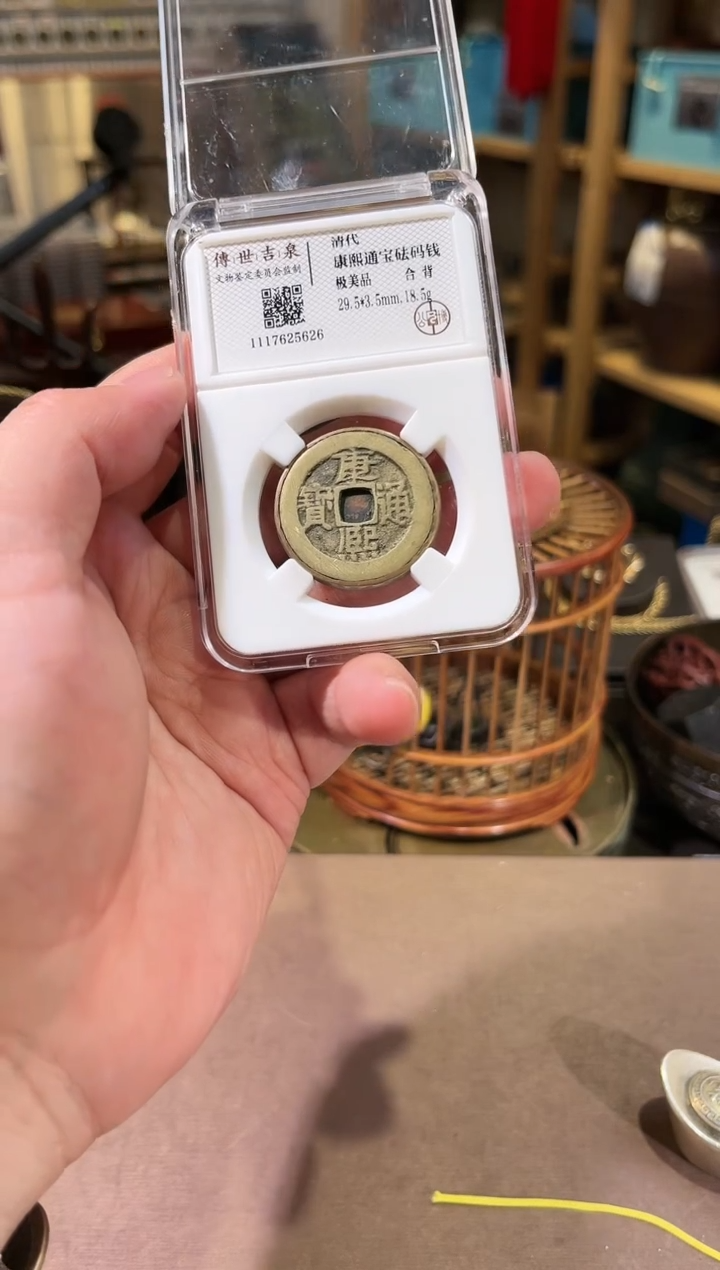 傳世吉泉
文物鉴定委员会监制
1117625626
清代
康熙通宝砝码钱
极美品 合背
29.5*3.5mm.18.5g
康熙通寶